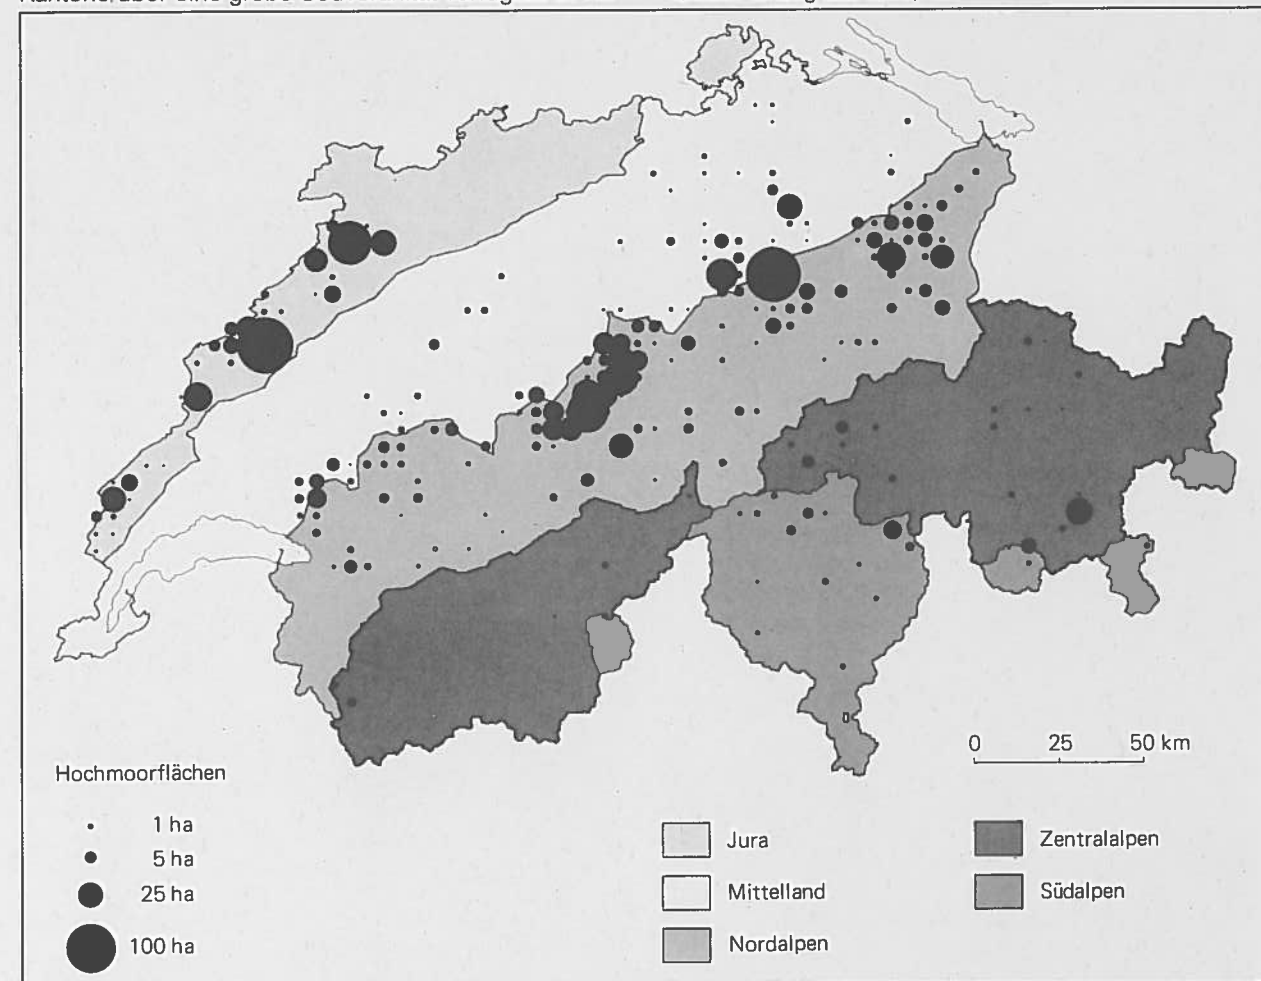 0 25 50 km
Hochmoorflächen
1 ha
5 ha
25 ha
100 ha
Jura
Mittelland
Nordalpen
Zentralalpen
Südalpen